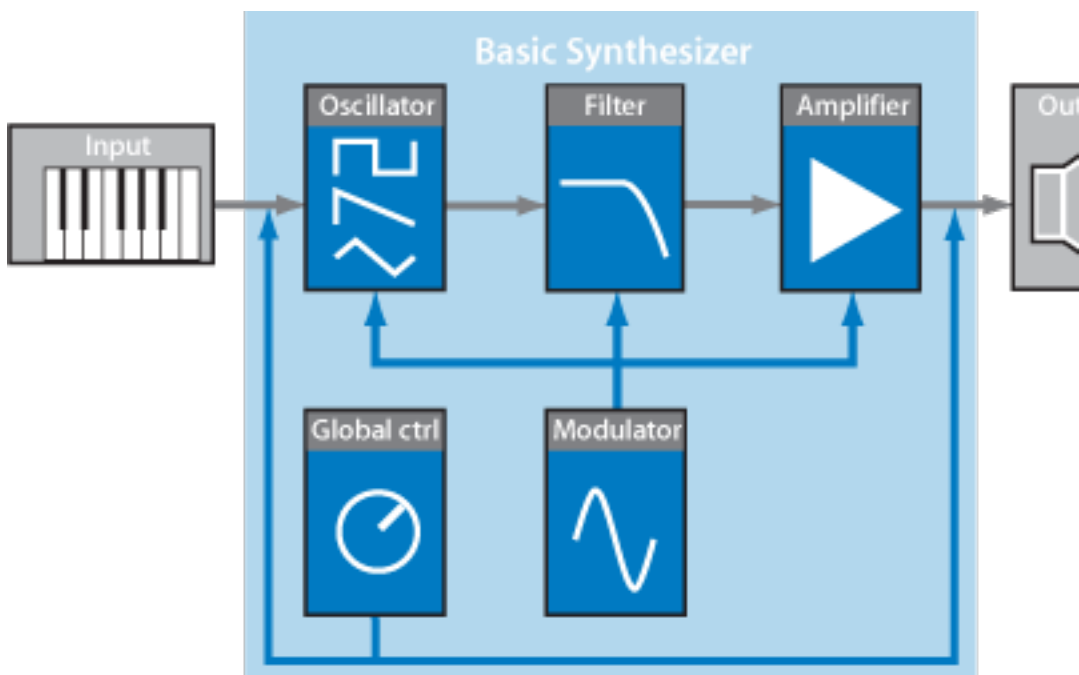 Basic Synthesizer
Input
Oscillator
Filter
Amplifier
Global ctrl
Modulator